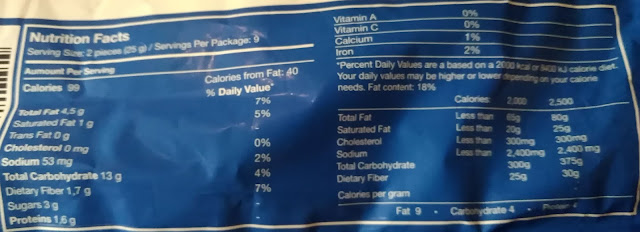 Nutrition Facts
Serving Size: 2 pieces (25 g) / Servings Per Package: 9
Aumount Per Serving
Calories 99 Calories from Fat: 40
% Daily Value*
Total Fat 4,5 g 7%
Saturated Fat 1 g 5%
Trans Fat 0 g
Cholesterol 0 mg 0%
Sodium 53 mg 2%
Total Carbohydrate 13 g 4%
Dietary Fiber 1,7 g 7%
Sugars 3 g -
Proteins 1,6 g -
Vitamin A 0%
Vitamin C 0%
Calcium 1%
Iron 2%
*Percent Daily Values are a based on a 2000 kcal or 8400 kJ calorie diet.
Your daily values may be higher or lower depending on your calorie
needs. Fat content: 18%
Calories: 2,000 2,500
Total Fat Less than 65g 80g
Saturated Fat Less than 20g 25g
Cholesterol Less than 300mg 300mg
Sodium Less than 2,400mg 2,400 mg
Total Carbohydrate 300g 375g
Dietary Fiber 25g 30g
Calories per gram
Fat 9 - Carbohydrate 4 - Protein 4